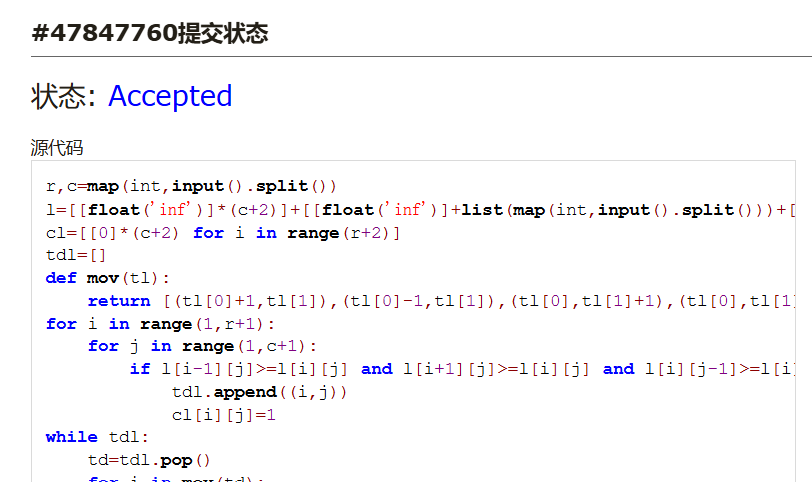 #47847760提交状态
状态: Accepted
源代码
r,c=map(int,input().split())
l=[[float('inf')]*(c+2)]+[[float('inf')]+list(map(int,input().split()))+[
cl=[[0]*(c+2) for i in range(r+2)]
tdl=[]
def mov(tl):
    return [(tl[0]+1,tl[1]),(tl[0]-1,tl[1]),(tl[0],tl[1]+1),(tl[0],tl[1]
for i in range(1,r+1):
    for j in range(1,c+1):
        if l[i-1][j]>=l[i][j] and l[i+1][j]>=l[i][j] and l[i][j-1]>=l[i]
            tdl.append((i,j))
            cl[i][j]=1
while tdl:
    td=tdl.pop()
    for i in mov(td):